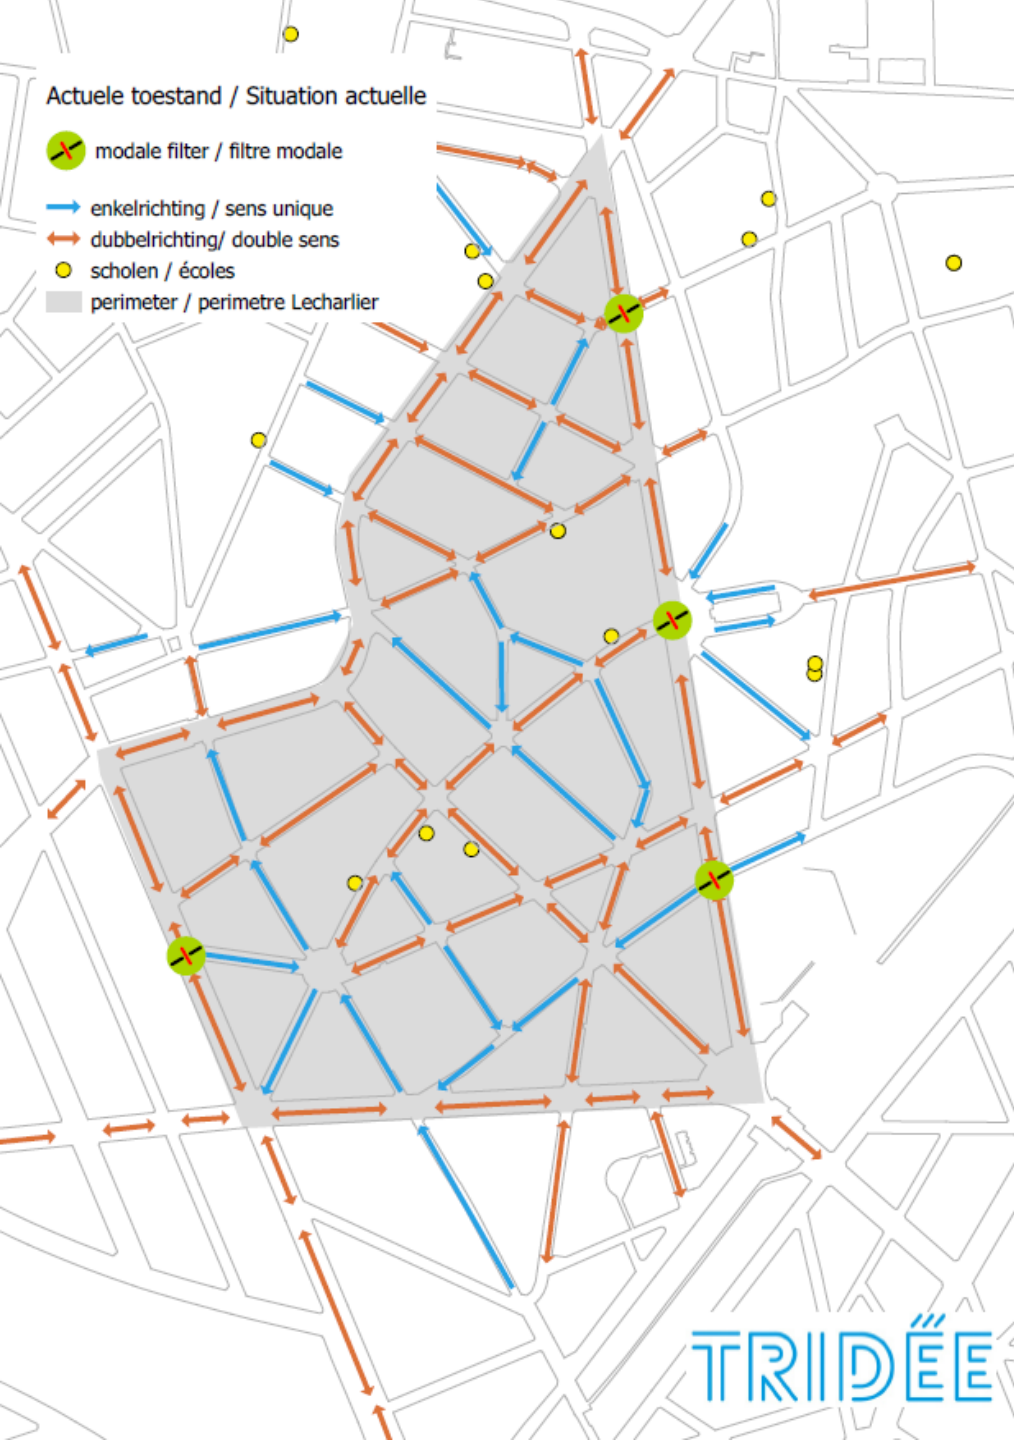 Actuele toestand / Situation actuelle
modale filter / filtre modale
enkelrichting / sens unique
dubbelrichting/ double sens
scholen / écoles
perimeter / perimetre Lecharlier
TRIDËE